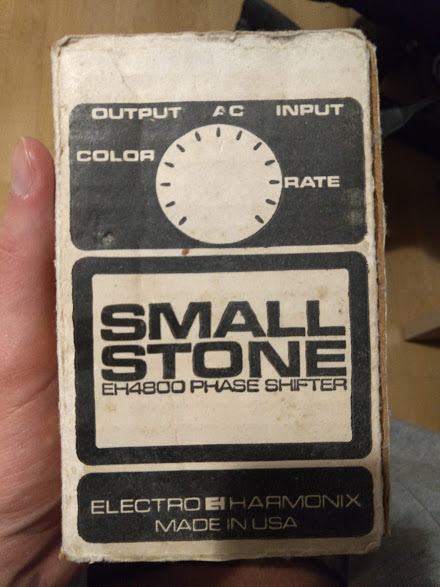 OUTPUT AC INPUT
COLOR
RATE
SMALL
STONE
EH4800 PHASE SHIFTER
ELECTRO EH HARMONIX
MADE IN USA